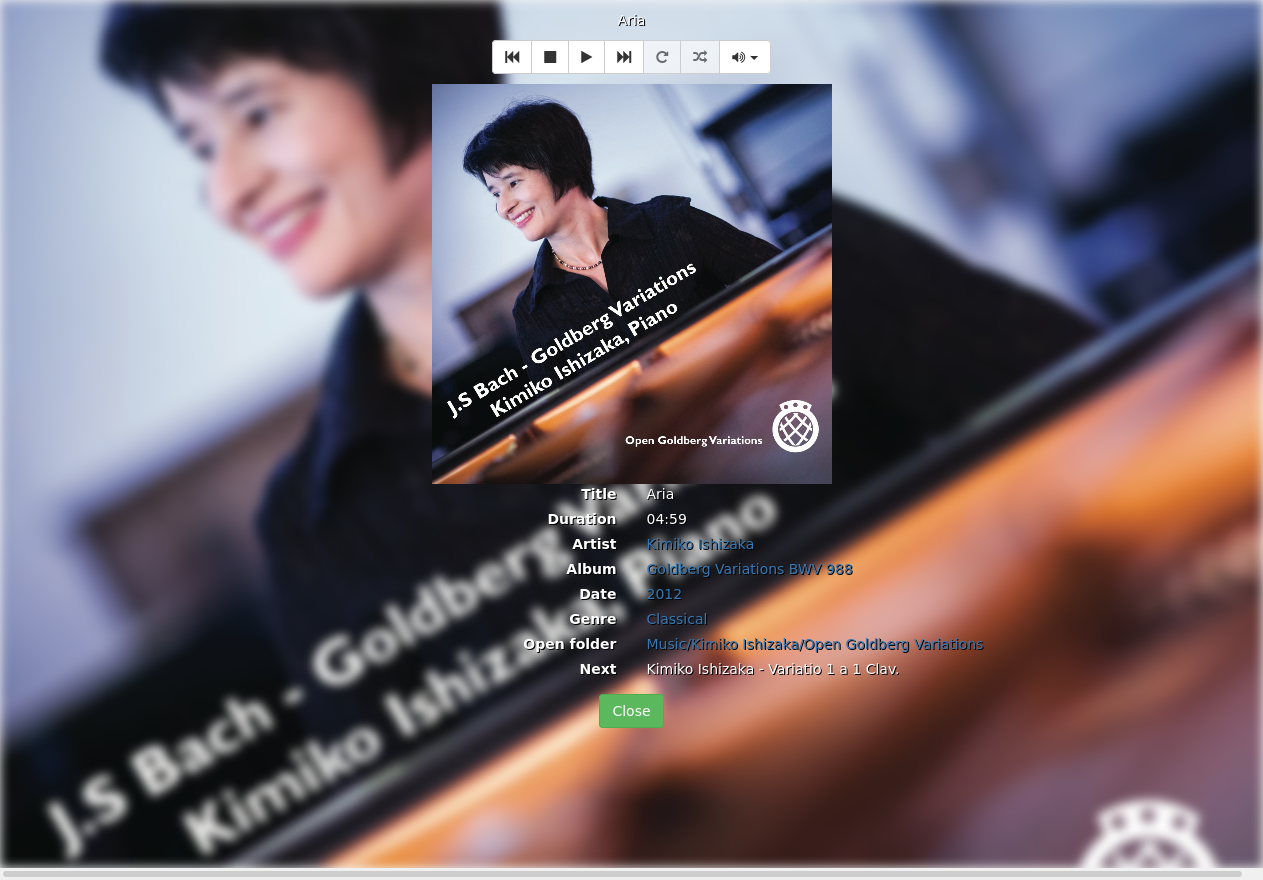 Aria
J.S Bach - Goldberg Variations
Kimiko Ishizaka, Piano
Open Goldberg Variations
Title Aria
Duration 04:59
Artist Kimiko Ishizaka
Album Goldberg Variations BWV 988
Date 2012
Genre Classical
Open folder Music/Kimiko Ishizaka/Open Goldberg Variations
Next Kimiko Ishizaka - Variatio 1 a 1 Clav.
Close
J.S Bach - Goldberg Vari
Kimiko Ishizaka, Piano